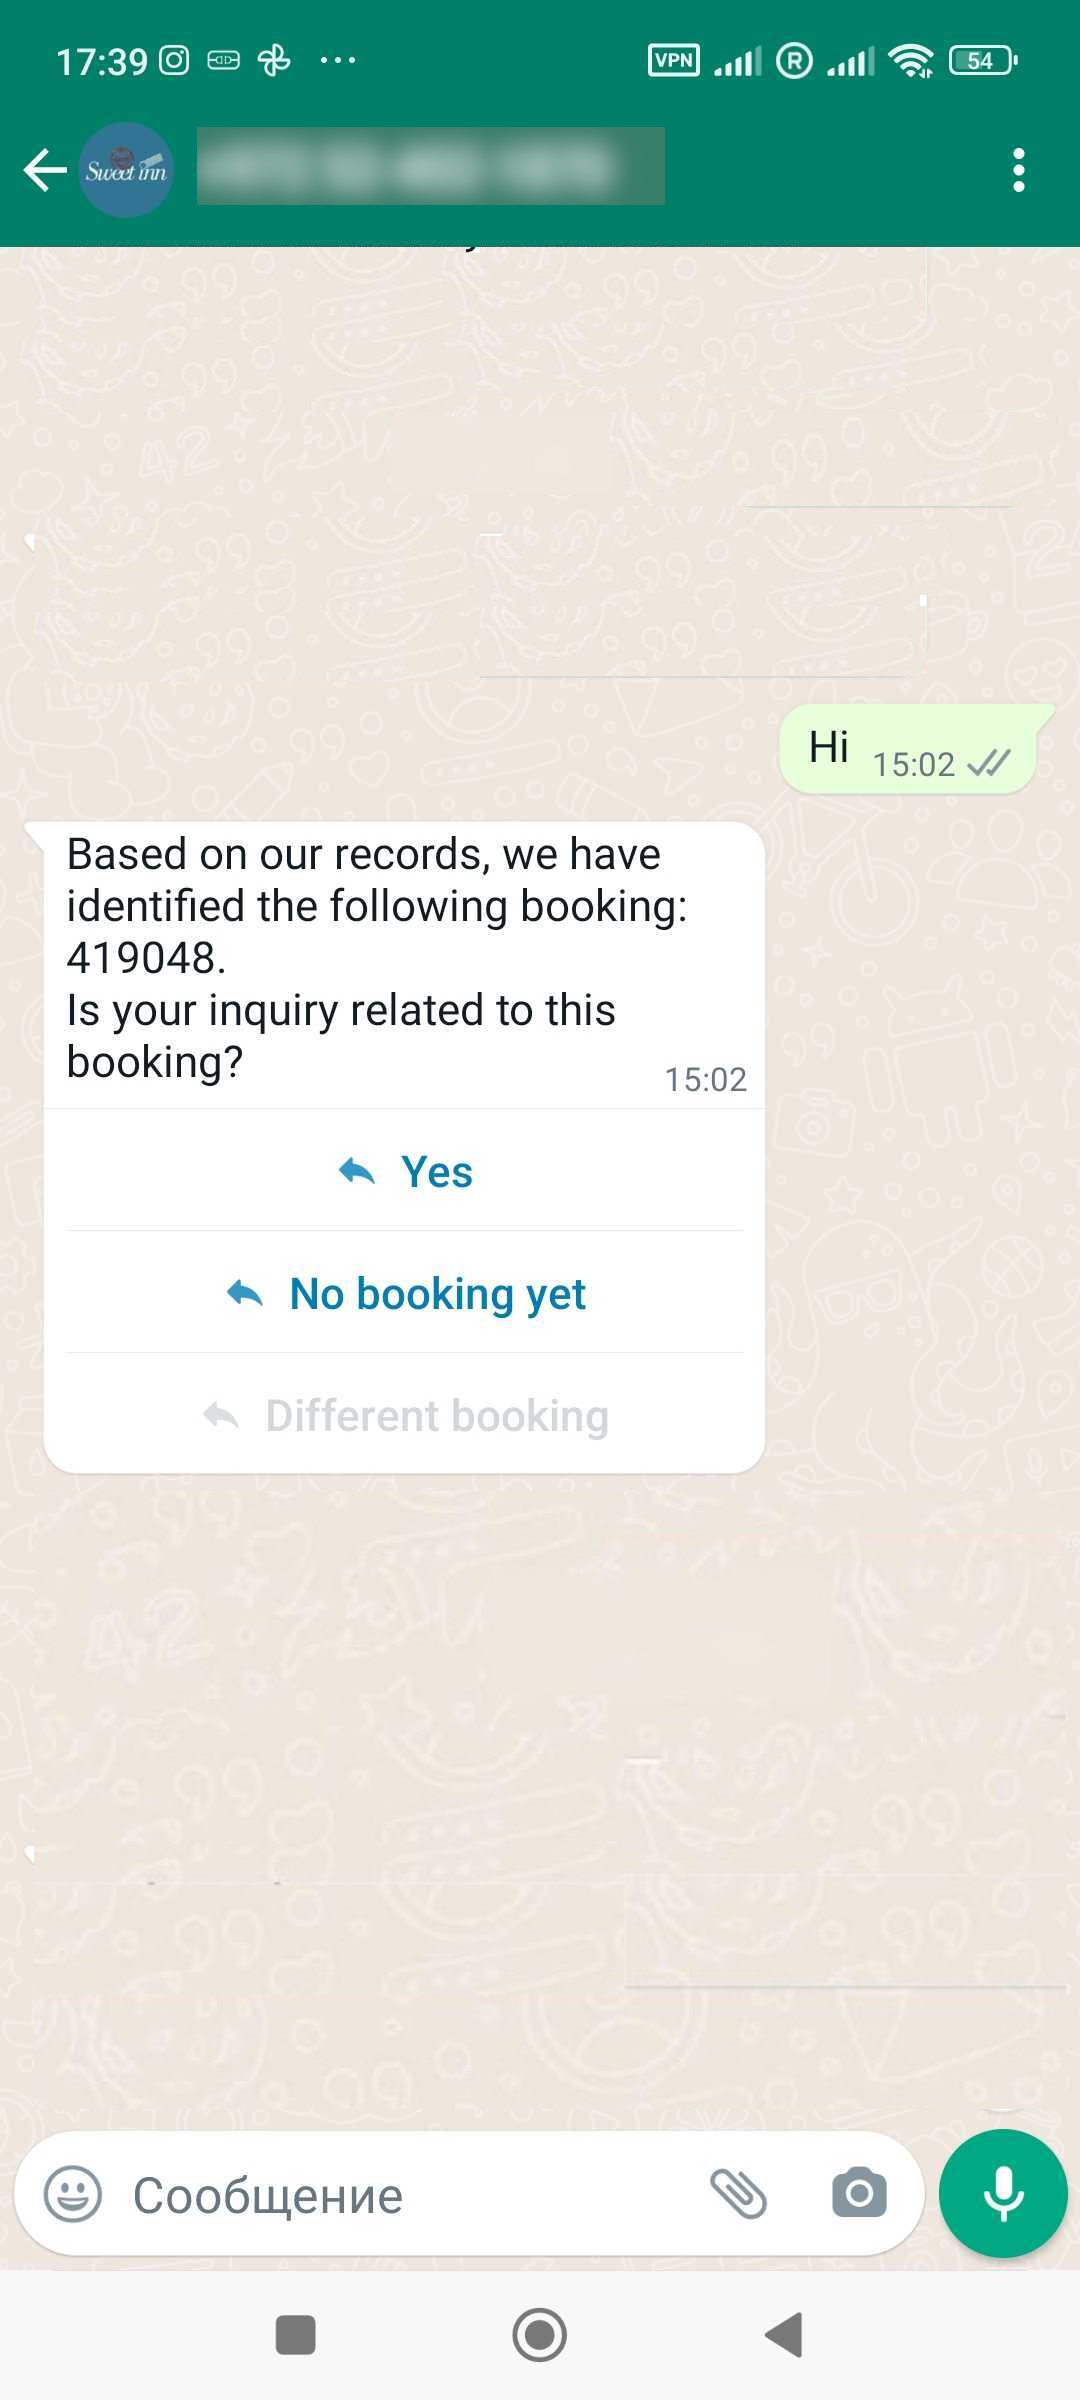 17:39
VPN
R
54
Sweet inn
Hi
15:02
Based on our records, we have
identified the following booking:
419048.
Is your inquiry related to this
booking?
15:02
Yes
No booking yet
Different booking
Сообщение